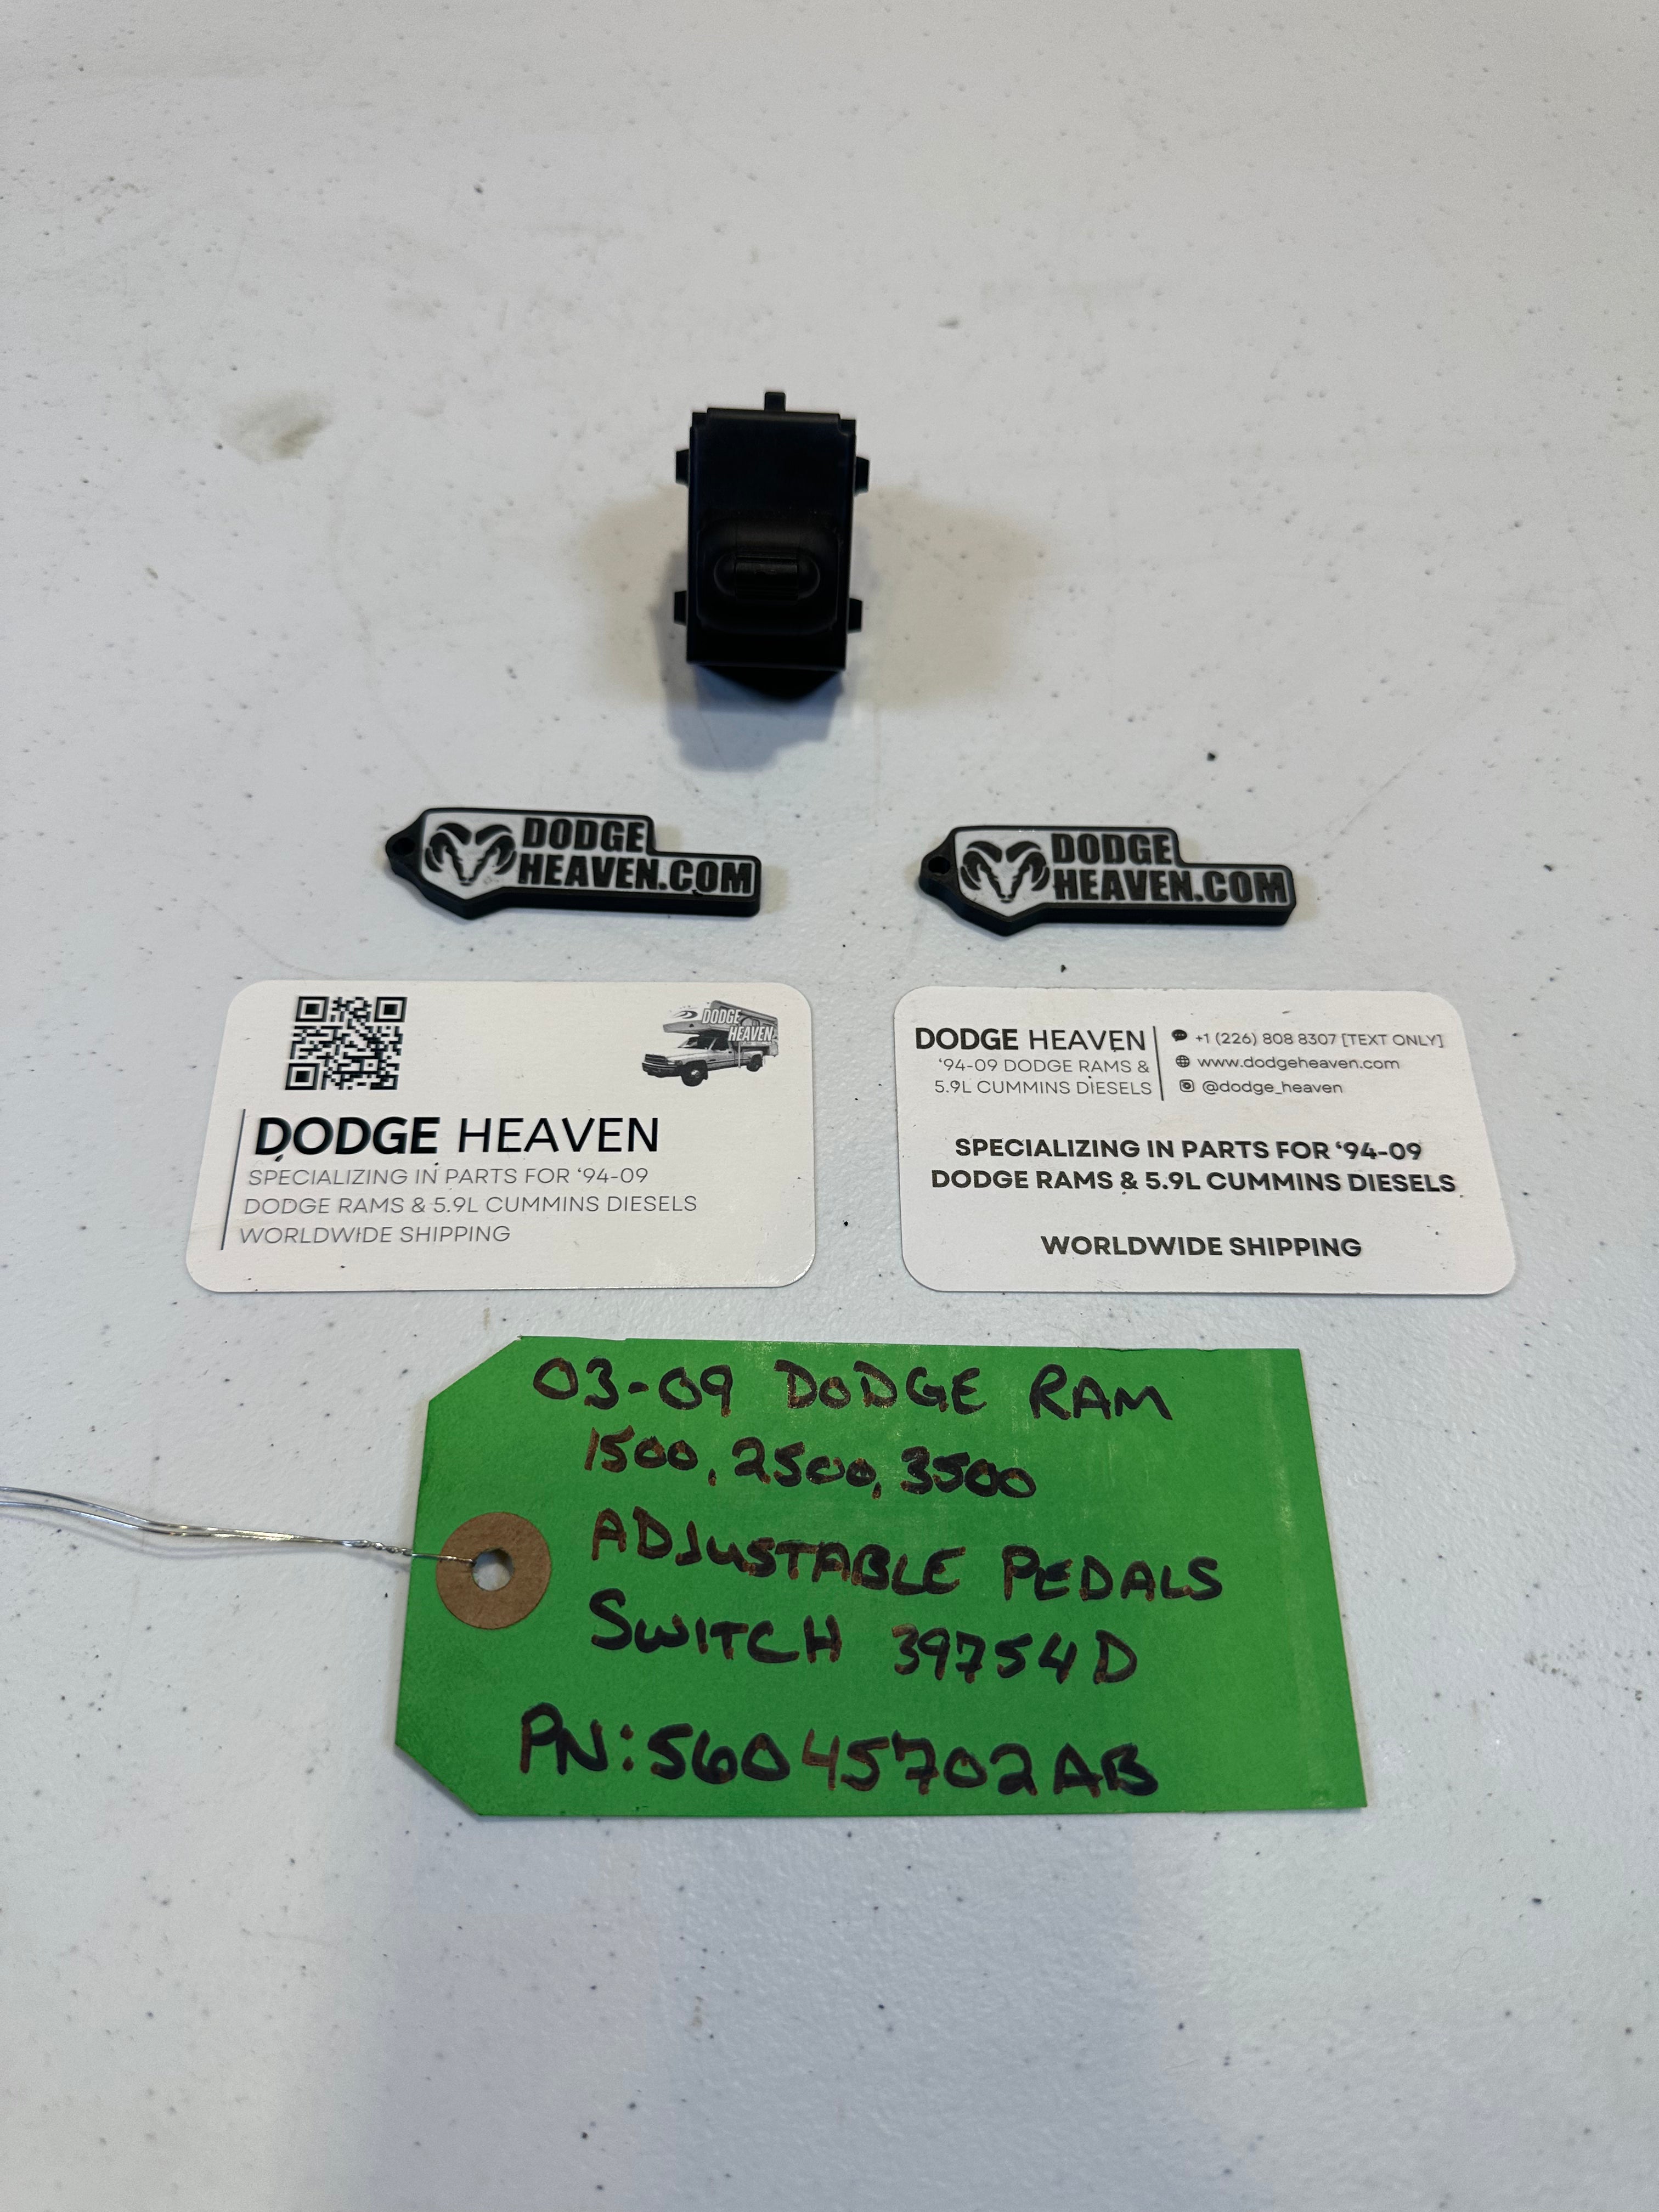 DODGE
HEAVEN.COM
DODGE
HEAVEN.COM
DODGE
HEAVEN
DODGE HEAVEN
SPECIALIZING IN PARTS FOR ‘94-09
DODGE RAMS & 5.9L CUMMINS DIESELS
WORLDWIDE SHIPPING
DODGE HEAVEN
‘94-09 DODGE RAMS &
5.9L CUMMINS DIESELS
+1 (226) 808 8307 [TEXT ONLY]
www.dodgeheaven.com
@dodge_heaven
SPECIALIZING IN PARTS FOR ‘94-09
DODGE RAMS & 5.9L CUMMINS DIESELS
WORLDWIDE SHIPPING
03-09 DODGE RAM
1500, 2500, 3500
ADJUSTABLE PEDALS
SWITCH 39754D
PN: 56045702AB